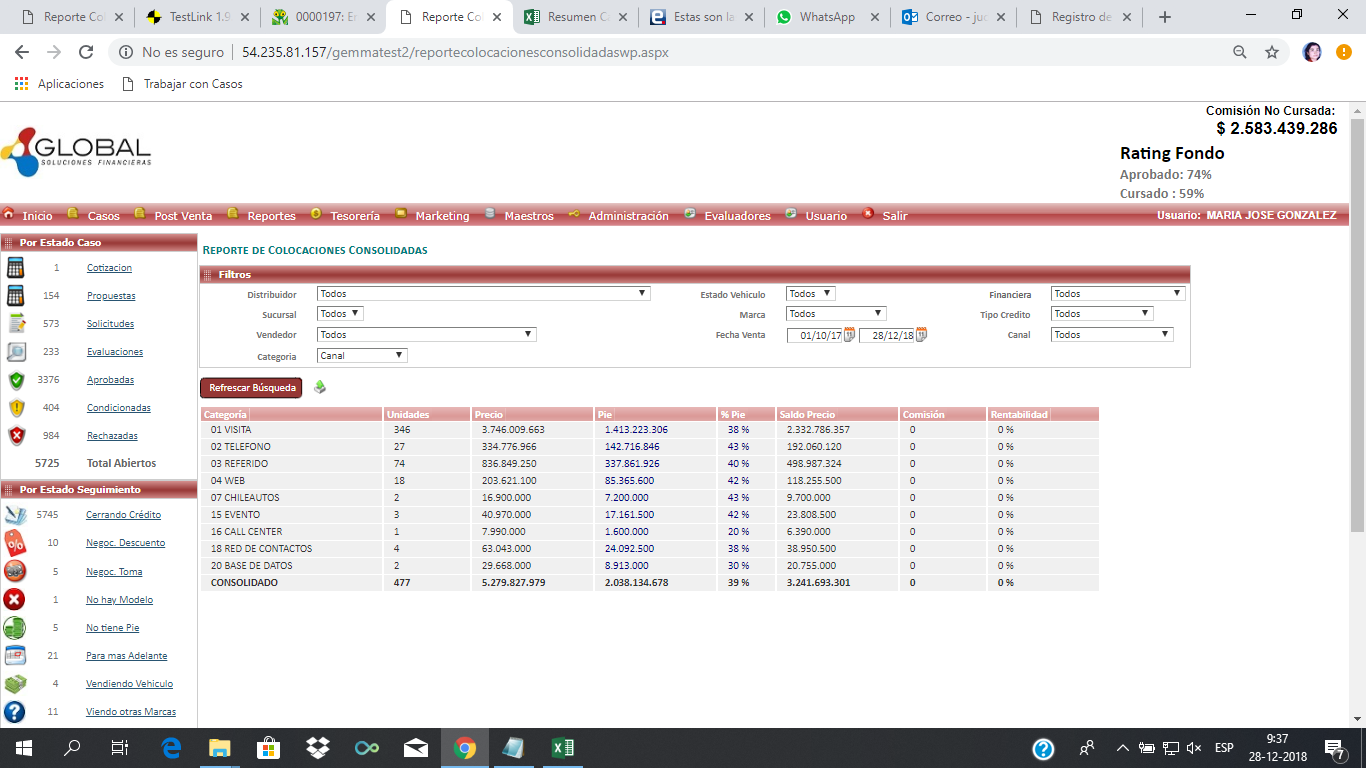 Reporte Col
TestLink 1.9
0000197: Er
Reporte Col
Resumen C
Estas son la
WhatsApp
Correo - juc
Registro de
No es seguro
54.235.81.157/gemmatest2/reportecolocacionesconsolidadaswp.aspx
Aplicaciones
Trabajar con Casos
GLOBAL
SOLUCIONES FINANCIERAS
Comisión No Cursada:
$ 2.583.439.286
Rating Fondo
Aprobado: 74%
Cursado : 59%
Inicio Casos Post Venta Reportes Tesorería Marketing Maestros Administración Evaluadores Usuario Salir
Usuario: MARIA JOSE GONZALEZ
Por Estado Caso
1 Cotizacion
154 Propuestas
573 Solicitudes
233 Evaluaciones
3376 Aprobadas
404 Condicionadas
984 Rechazadas
5725 Total Abiertos
Por Estado Seguimiento
5745 Cerrando Crédito
10 Negoc. Descuento
5 Negoc. Toma
1 No hay Modelo
5 No tiene Pie
21 Para mas Adelante
4 Vendiendo Vehiculo
11 Viendo otras Marcas
REPORTE DE COLOCACIONES CONSOLIDADAS
Filtros
Distribuidor Todos Estado Vehiculo Todos Financiera Todos
Sucursal Todos Marca Todos Tipo Credito Todos
Vendedor Todos Fecha Venta 01/10/17 28/12/18 Canal Todos
Categoria Canal
Refrescar Búsqueda
Categoría Unidades Precio Pie % Pie Saldo Precio Comisión Rentabilidad
01 VISITA 346 3.746.009.663 1.413.223.306 38 % 2.332.786.357 0 0 %
02 TELEFONO 27 334.776.966 142.716.846 43 % 192.060.120 0 0 %
03 REFERIDO 74 836.849.250 337.861.926 40 % 498.987.324 0 0 %
04 WEB 18 203.621.100 85.365.600 42 % 118.255.500 0 0 %
07 CHILEAUTOS 2 16.900.000 7.200.000 43 % 9.700.000 0 0 %
15 EVENTO 3 40.970.000 17.161.500 42 % 23.808.500 0 0 %
16 CALL CENTER 1 7.990.000 1.600.000 20 % 6.390.000 0 0 %
18 RED DE CONTACTOS 4 63.043.000 24.092.500 38 % 38.950.500 0 0 %
20 BASE DE DATOS 2 29.668.000 8.913.000 30 % 20.755.000 0 0 %
CONSOLIDADO 477 5.279.827.979 2.038.134.678 39 % 3.241.693.301 0 0 %
ESP
9:37
28-12-2018
7